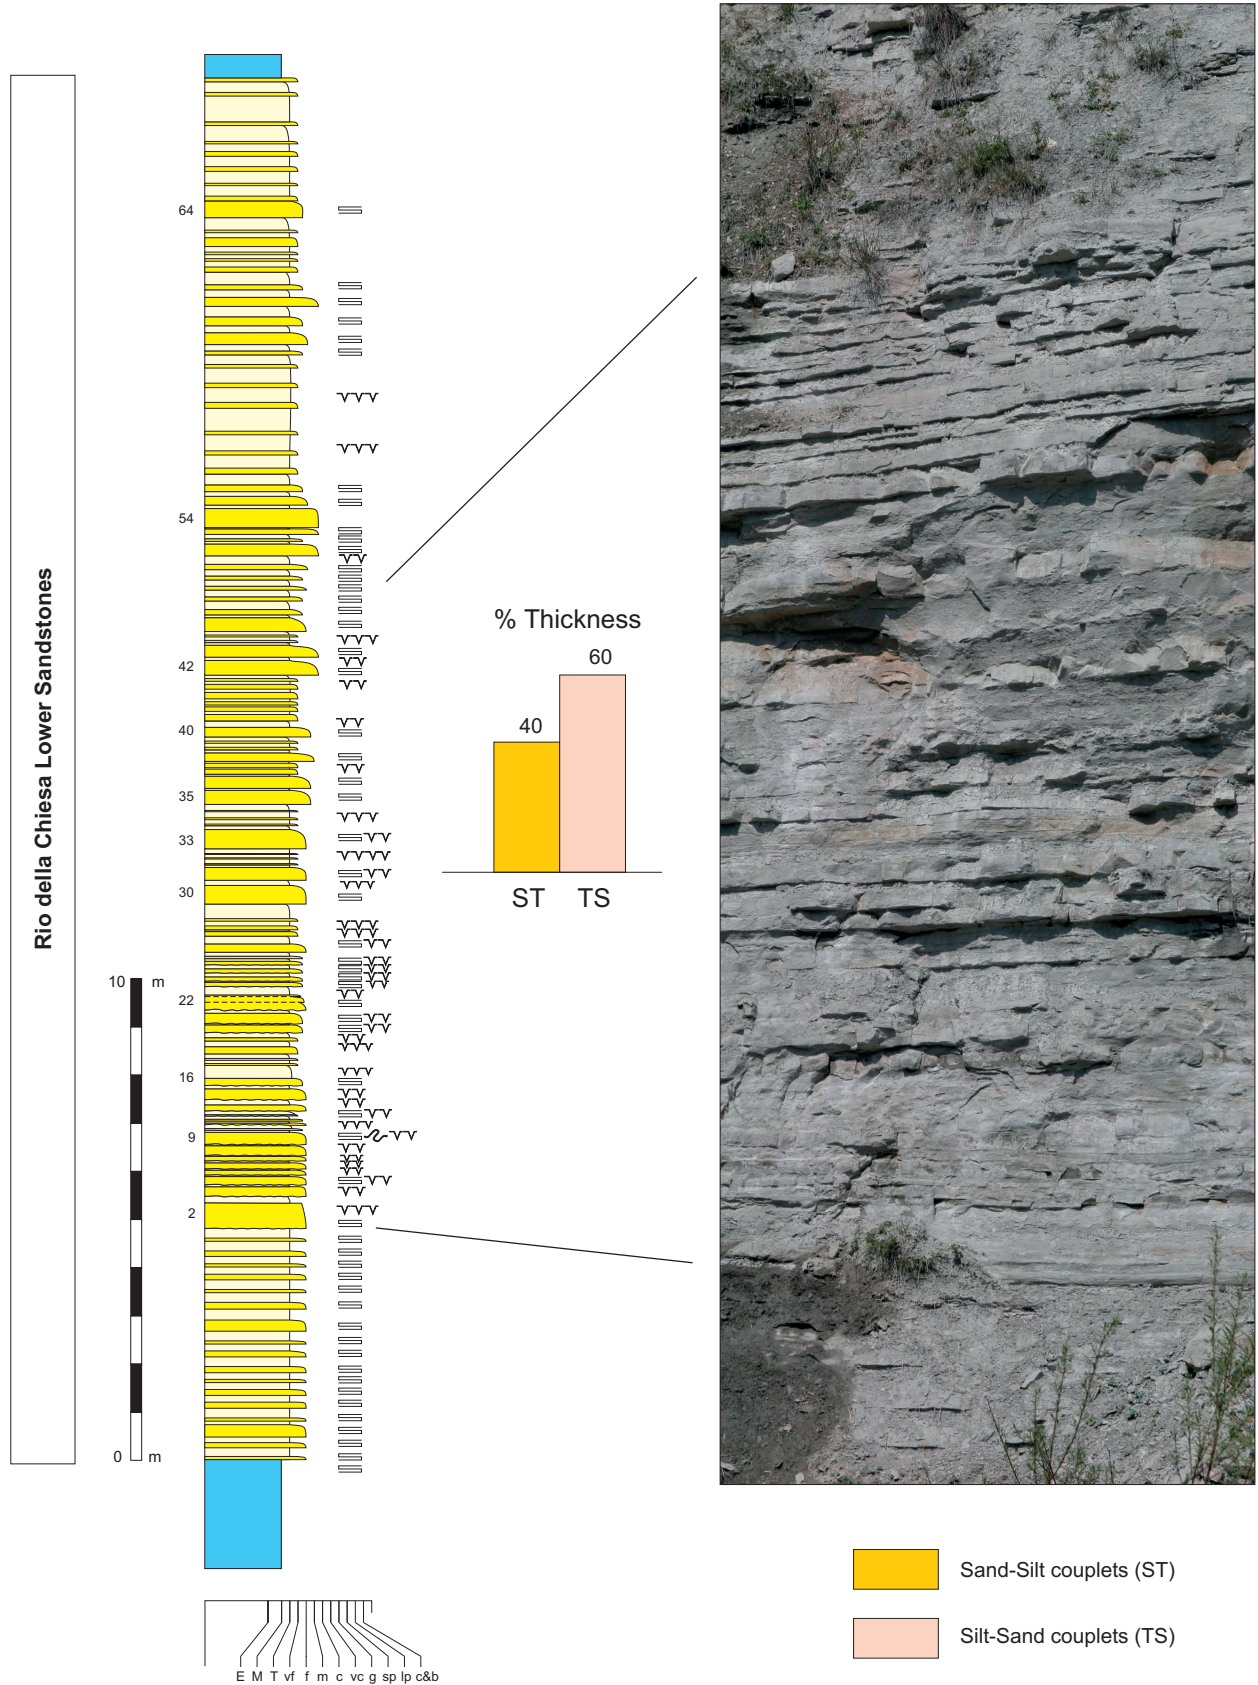 Rio della Chiesa Lower Sandstones
64
54
42
40
35
33
30
22
16
9
2
10 m
0 m
% Thickness
60
40
ST TS
E M T vf f m c vc g sp lp c&b
Sand-Silt couplets (ST)
Silt-Sand couplets (TS)